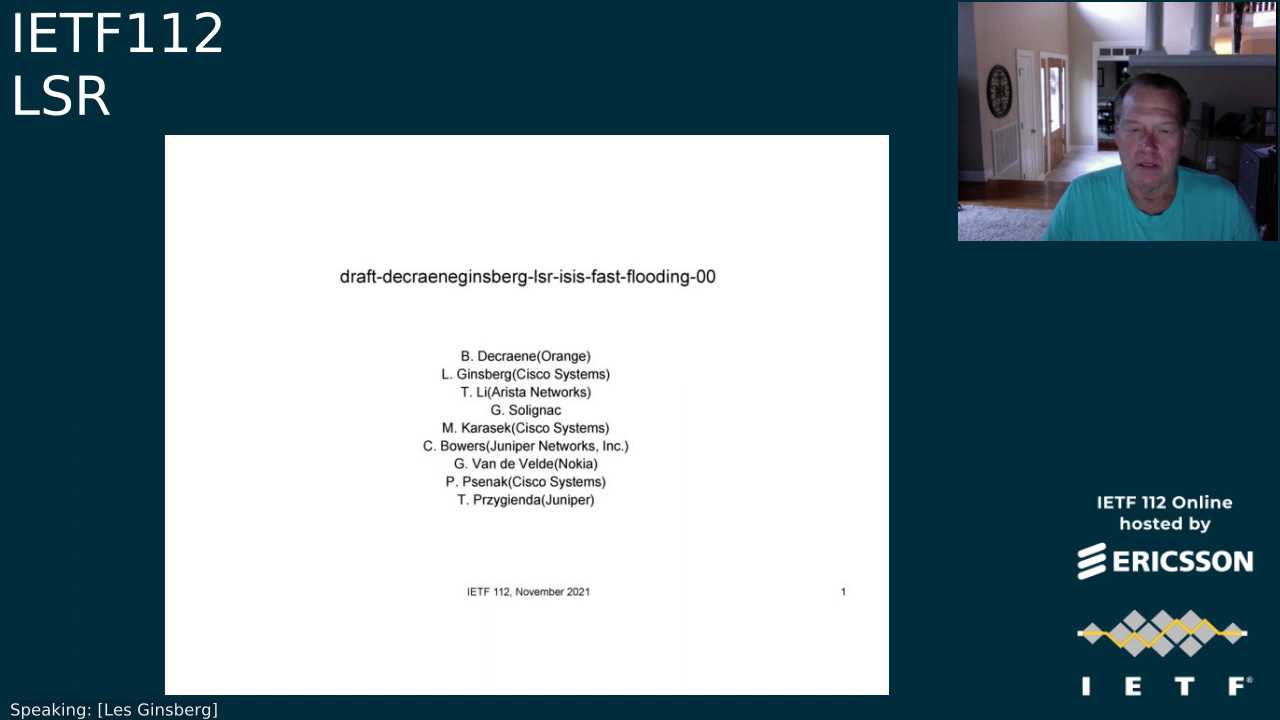 IETF112
LSR
draft-decraeneginsberg-lsr-isis-fast-flooding-00
B. Decraene(Orange)
L. Ginsberg(Cisco Systems)
T. Li(Arista Networks)
G. Solignac
M. Karasek(Cisco Systems)
C. Bowers(Juniper Networks, Inc.)
G. Van de Velde(Nokia)
P. Psenak(Cisco Systems)
T. Przygienda(Juniper)
IETF 112, November 2021
1
IETF 112 Online
hosted by
ERICSSON
I E T F®
Speaking: [Les Ginsberg]